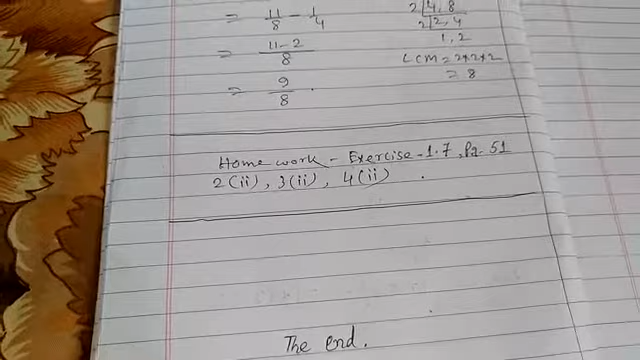 = 11/8 - 1/4
2 | 4, 8
2 | 2, 4
1, 2
= 11-2/8
LCM = 2×2×2
= 8
= 9/8 .
Home work - Exercise - 1.7, Pg. 51
2(ii), 3(ii), 4(ii) .
The end.